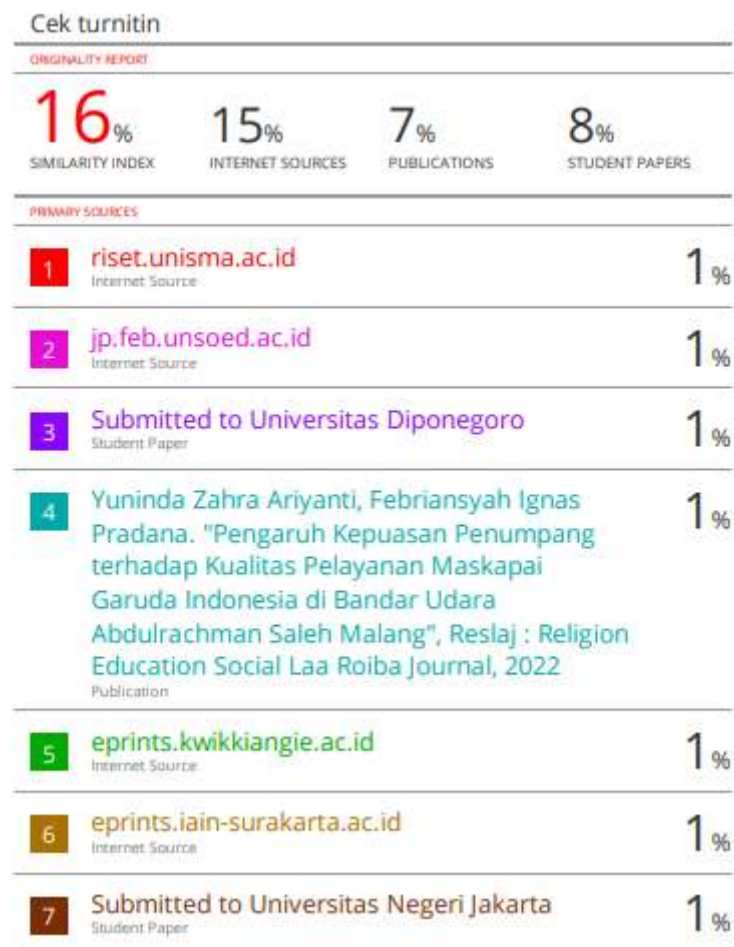 Cek turnitin
ORIGINALITY REPORT
16% 15% 7% 8%
SIMILARITY INDEX INTERNET SOURCES PUBLICATIONS STUDENT PAPERS
PRIMARY SOURCES
1 riset.unisma.ac.id 1%
Internet Source
2 jp.feb.unsoed.ac.id 1%
Internet Source
3 Submitted to Universitas Diponegoro 1%
Student Paper
4 Yuninda Zahra Ariyanti, Febriansyah Ignas 1%
Pradana. "Pengaruh Kepuasan Penumpang
terhadap Kualitas Pelayanan Maskapai
Garuda Indonesia di Bandar Udara
Abdulrachman Saleh Malang", Reslaj : Religion
Education Social Laa Roiba Journal, 2022
Publication
5 eprints.kwikkiangie.ac.id 1%
Internet Source
6 eprints.iain-surakarta.ac.id 1%
Internet Source
7 Submitted to Universitas Negeri Jakarta 1%
Student Paper